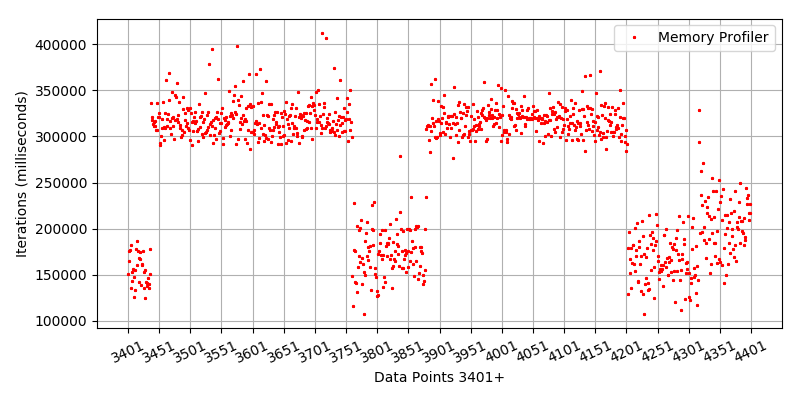 Memory Profiler
400000
350000
300000
250000
200000
150000
100000
Iterations (milliseconds)
3401 3451 3501 3551 3601 3651 3701 3751 3801 3851 3901 3951 4001 4051 4101 4151 4201 4251 4301 4351 4401
Data Points 3401+